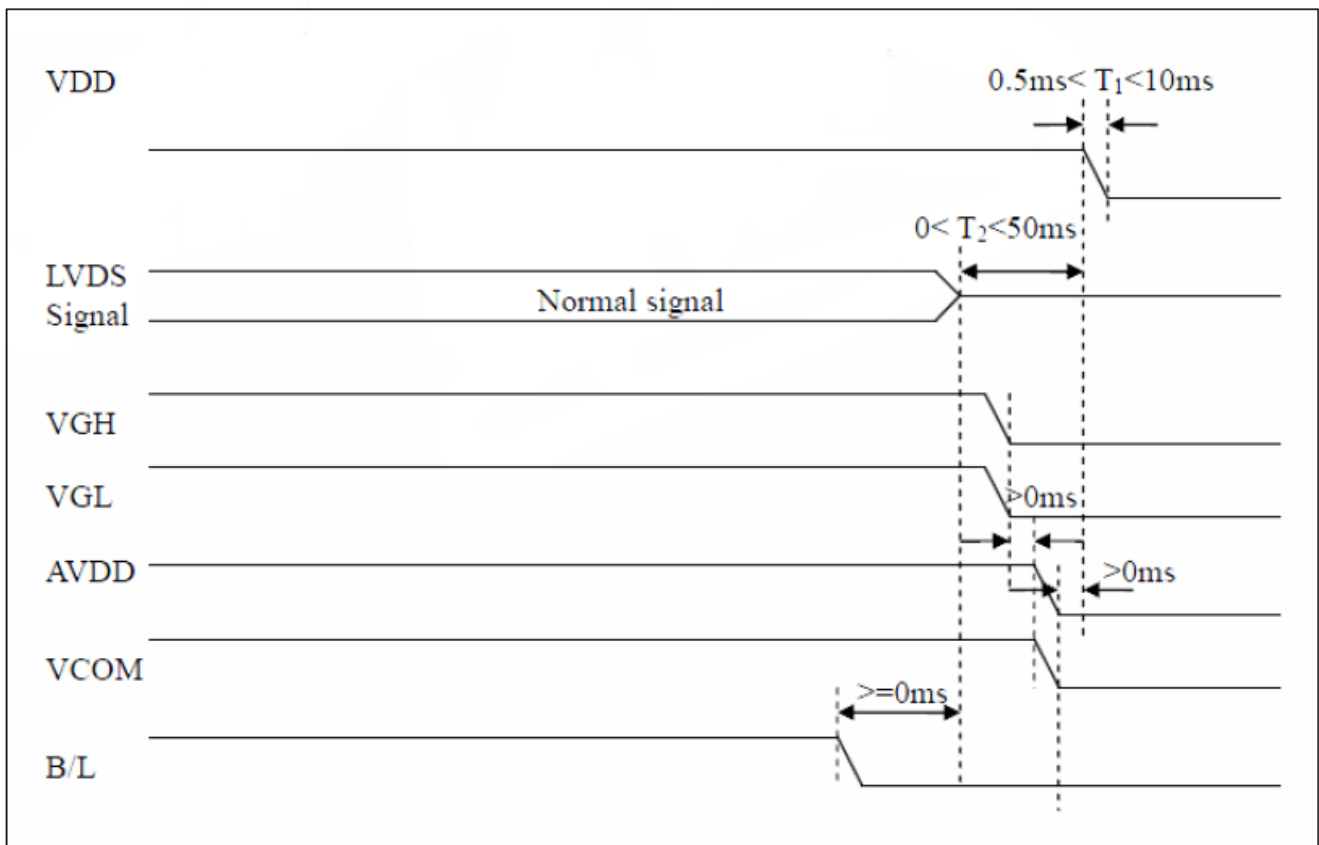 VDD
0.5ms< T₁<10ms
0< T₂<50ms
LVDS
Signal
Normal signal
VGH
VGL
>0ms
AVDD
>0ms
VCOM
>=0ms
B/L